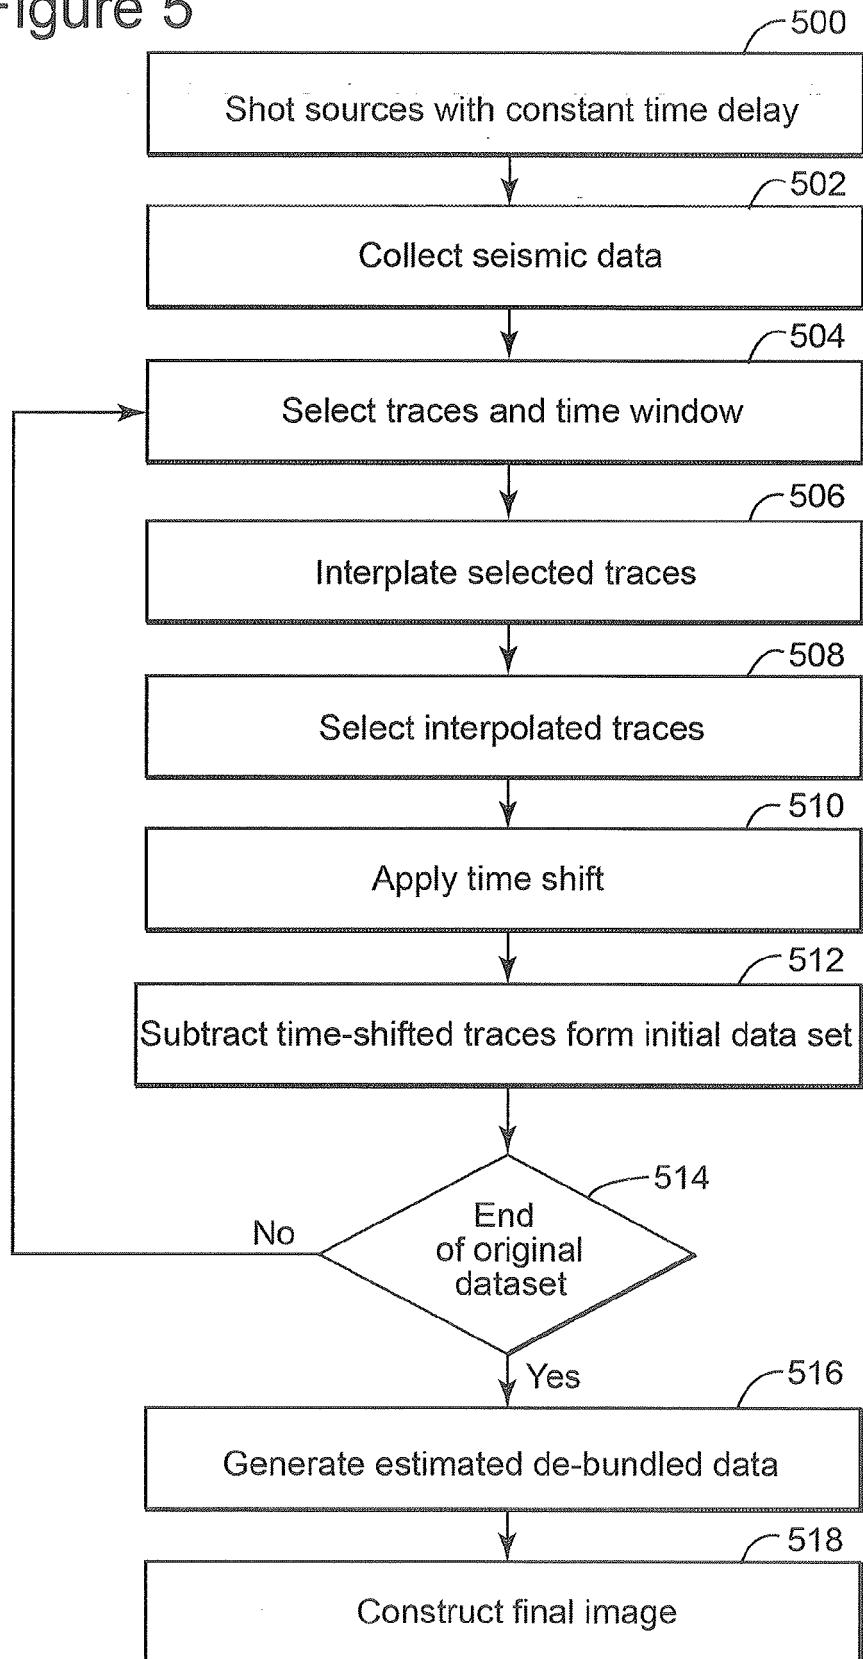 Figure 5
500
Shot sources with constant time delay
502
Collect seismic data
504
Select traces and time window
506
Interplate selected traces
508
Select interpolated traces
510
Apply time shift
512
Subtract time-shifted traces form initial data set
514
End
of original
dataset
No
Yes
516
Generate estimated de-bundled data
518
Construct final image